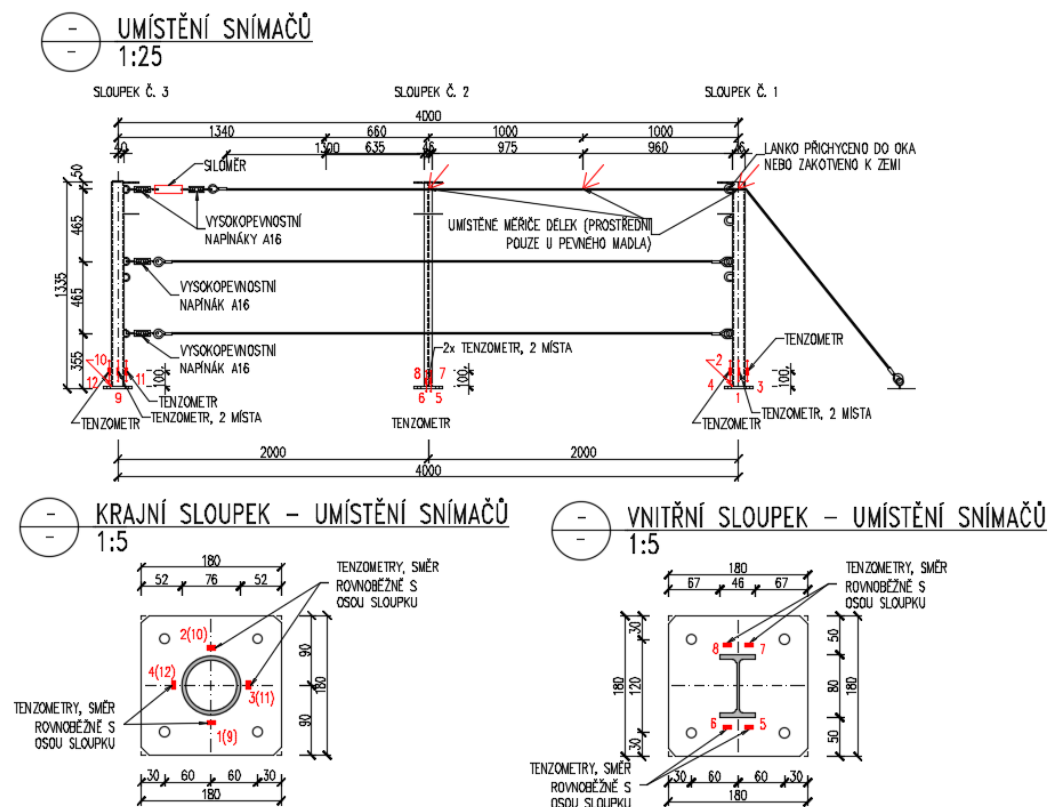 UMÍSTĚNÍ SNÍMAČŮ
1:25
SLOUPEK Č. 3
SLOUPEK Č. 2
SLOUPEK Č. 1
4000
1340
660
1000
1000
40
1300
635
16
975
960
16
50
465
465
355
1335
SILOMĚR
LANKO PŘICHYCENO DO OKA
NEBO ZAKOTVENO K ZEMI
VYSOKOPEVNOSTNÍ
NAPÍNÁKY A16
UMÍSTĚNÉ MĚŘIČE DÉLEK (PROSTŘEDNÍ
POUZE U PEVNÉHO MADLA)
VYSOKOPEVNOSTNÍ
NAPÍNÁK A16
VYSOKOPEVNOSTNÍ
NAPÍNÁK A16
2x TENZOMETR, 2 MÍSTA
TENZOMETR
10
12
9
11
100
8
7
6
5
100
2
4
1
3
100
TENZOMETR
TENZOMETR, 2 MÍSTA
TENZOMETR
TENZOMETR
TENZOMETR, 2 MÍSTA
TENZOMETR
2000
2000
4000
KRAJNÍ SLOUPEK – UMÍSTĚNÍ SNÍMAČŮ
1:5
180
52
76
52
TENZOMETRY, SMĚR
ROVNOBĚŽNĚ S
OSOU SLOUPKU
2(10)
4(12)
3(11)
1(9)
90
90
180
TENZOMETRY, SMĚR
ROVNOBĚŽNĚ S
OSOU SLOUPKU
30
60
60
30
180
VNITŘNÍ SLOUPEK – UMÍSTĚNÍ SNÍMAČŮ
1:5
180
67
46
67
TENZOMETRY, SMĚR
ROVNOBĚŽNĚ S
OSOU SLOUPKU
30
120
30
180
8
7
6
5
50
80
50
180
TENZOMETRY, SMĚR
ROVNOBĚŽNĚ S
OSOU SLOUPKU
30
60
60
30
180